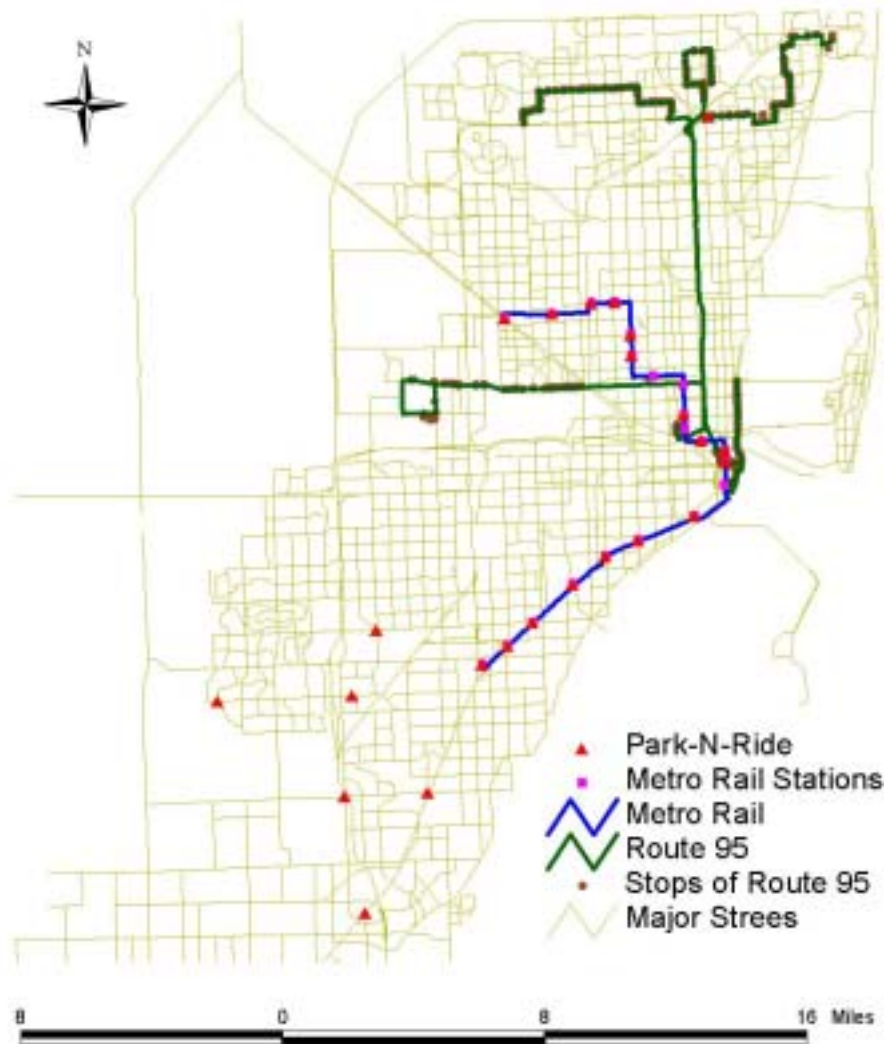 N
Park-N-Ride
Metro Rail Stations
Metro Rail
Route 95
Stops of Route 95
Major Strees
8 0 8 16 Miles